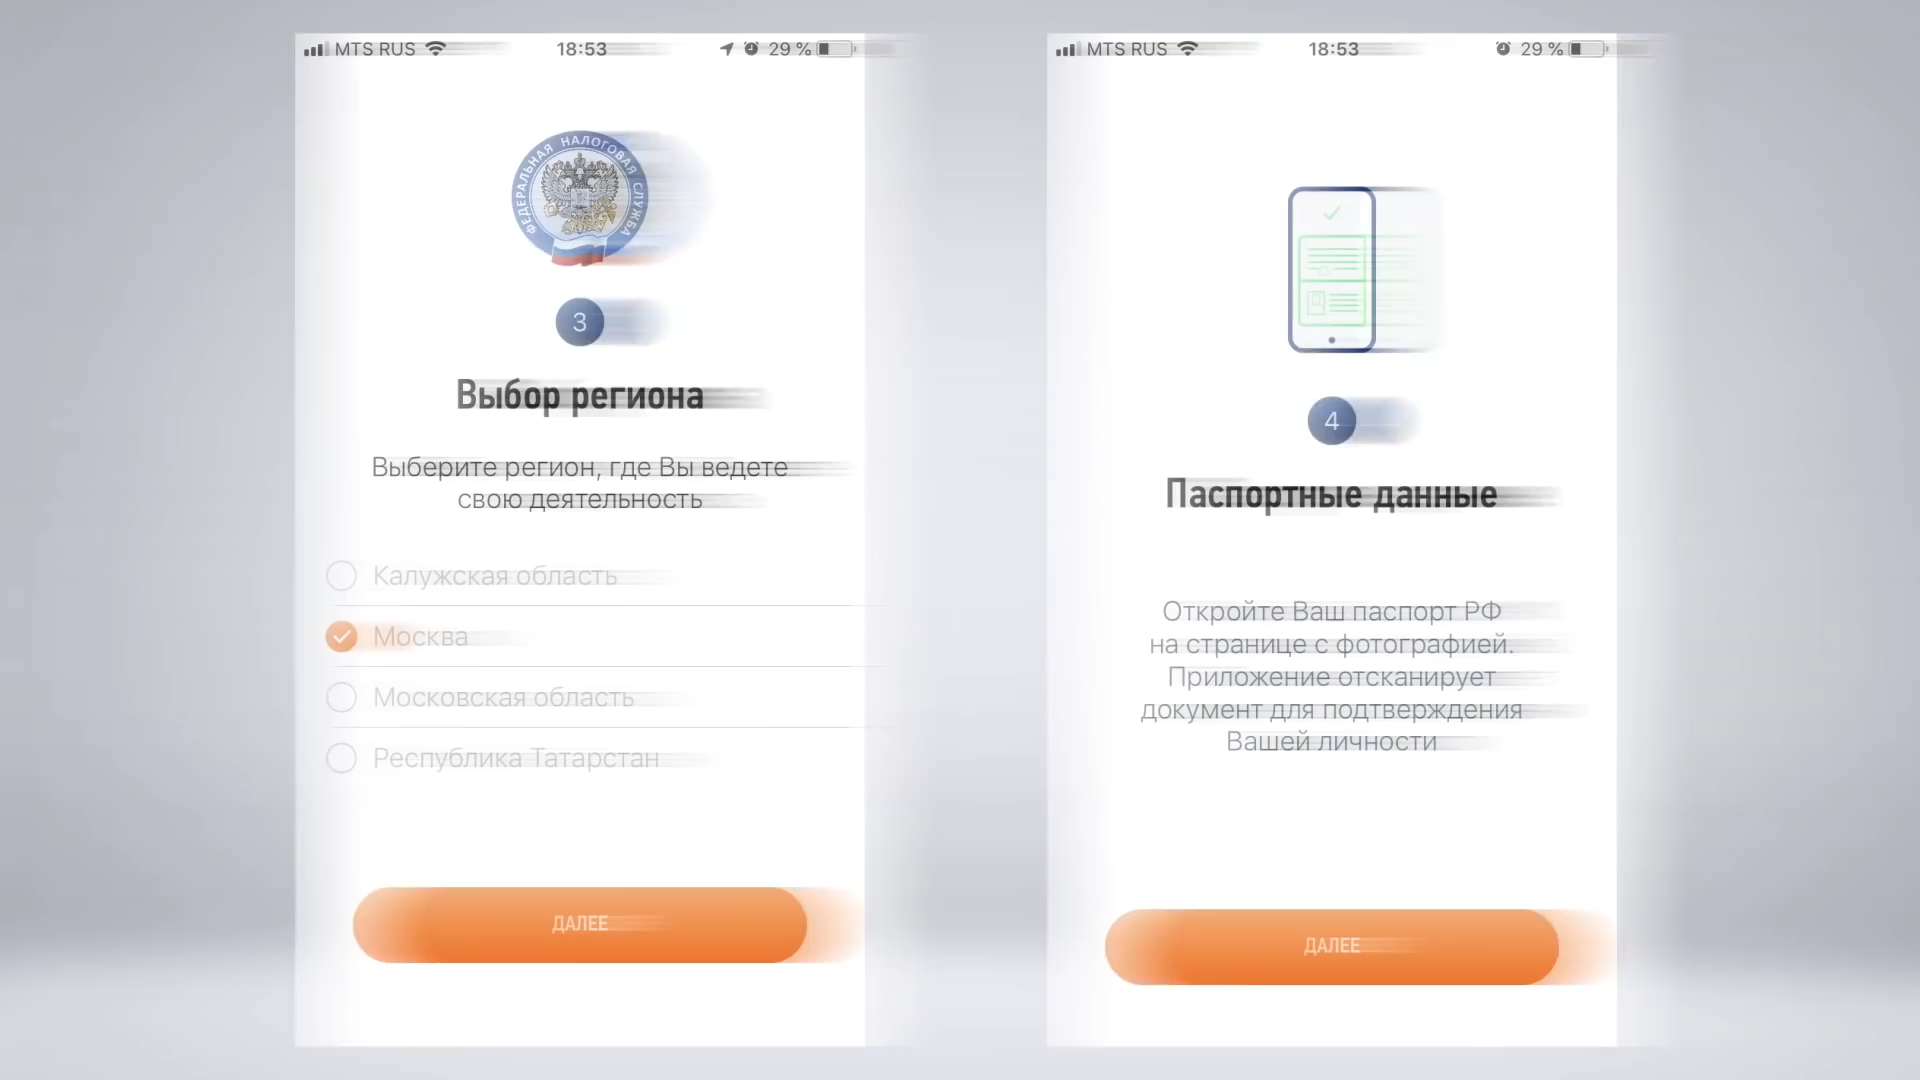 MTS RUS 18:53 29 %
ФЕДЕРАЛЬНАЯ НАЛОГОВАЯ СЛУЖБА
3
Выбор региона
Выберите регион, где Вы ведете
свою деятельность
Калужская область
Москва
Московская область
Республика Татарстан
ДАЛЕЕ
MTS RUS 18:53 29 %
4
Паспортные данные
Откройте Ваш паспорт РФ
на странице с фотографией.
Приложение отсканирует
документ для подтверждения
Вашей личности
ДАЛЕЕ